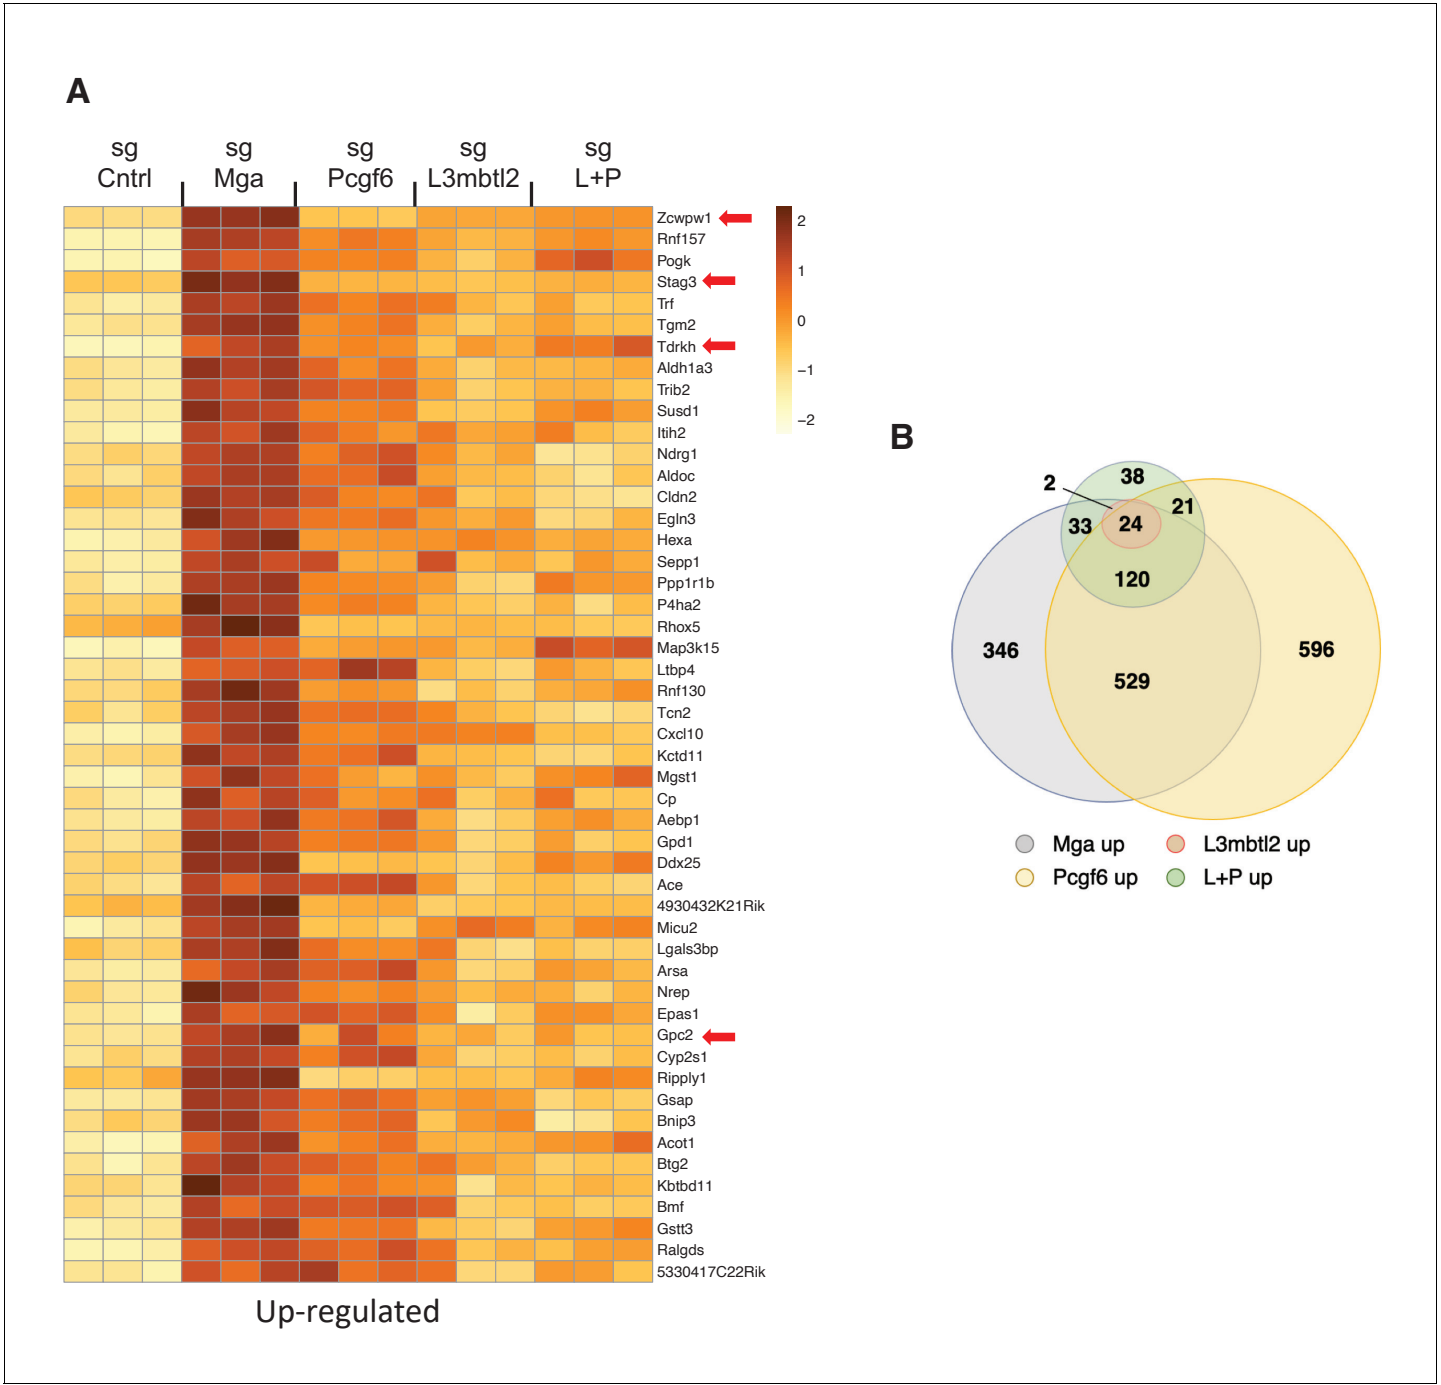 A
sg sg sg sg sg
Cntrl Mga Pcgf6 L3mbtl2 L+P
Zcwpw1
Rnf157
Pogk
Stag3
Trf
Tgm2
Tdrkh
Aldh1a3
Trib2
Susd1
Itih2
Ndrg1
Aldoc
Cldn2
Egln3
Hexa
Sepp1
Ppp1r1b
P4ha2
Rhox5
Map3k15
Ltbp4
Rnf130
Tcn2
Cxcl10
Kctd11
Mgst1
Cp
Aebp1
Gpd1
Ddx25
Ace
4930432K21Rik
Micu2
Lgals3bp
Arsa
Nrep
Epas1
Gpc2
Cyp2s1
Ripply1
Gsap
Bnip3
Acot1
Btg2
Kbtbd11
Bmf
Gstt3
Ralgds
5330417C22Rik
2
1
0
−1
−2
Up-regulated
B
38
2
21
33
24
120
346
596
529
Mga up
L3mbtl2 up
Pcgf6 up
L+P up